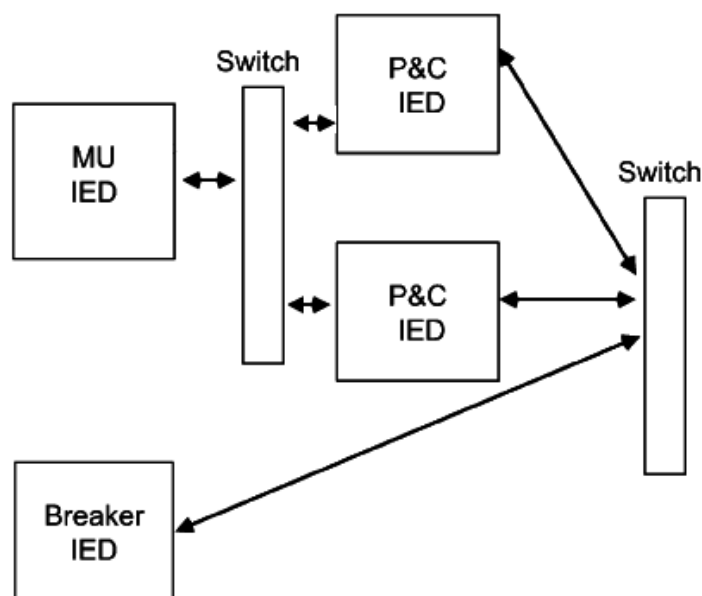 MU
IED
Switch
P&C
IED
P&C
IED
Switch
Breaker
IED